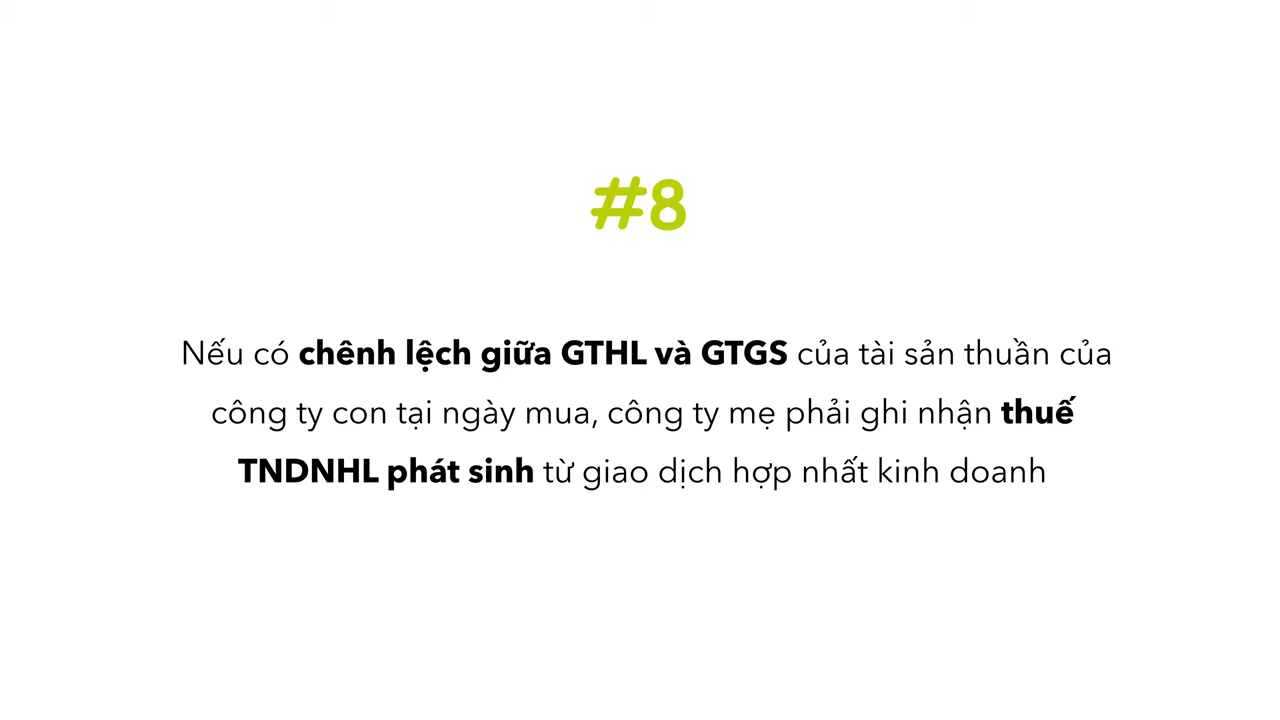 #8
Nếu có chênh lệch giữa GTHL và GTGS của tài sản thuần của
công ty con tại ngày mua, công ty mẹ phải ghi nhận thuế
TNDNHL phát sinh từ giao dịch hợp nhất kinh doanh